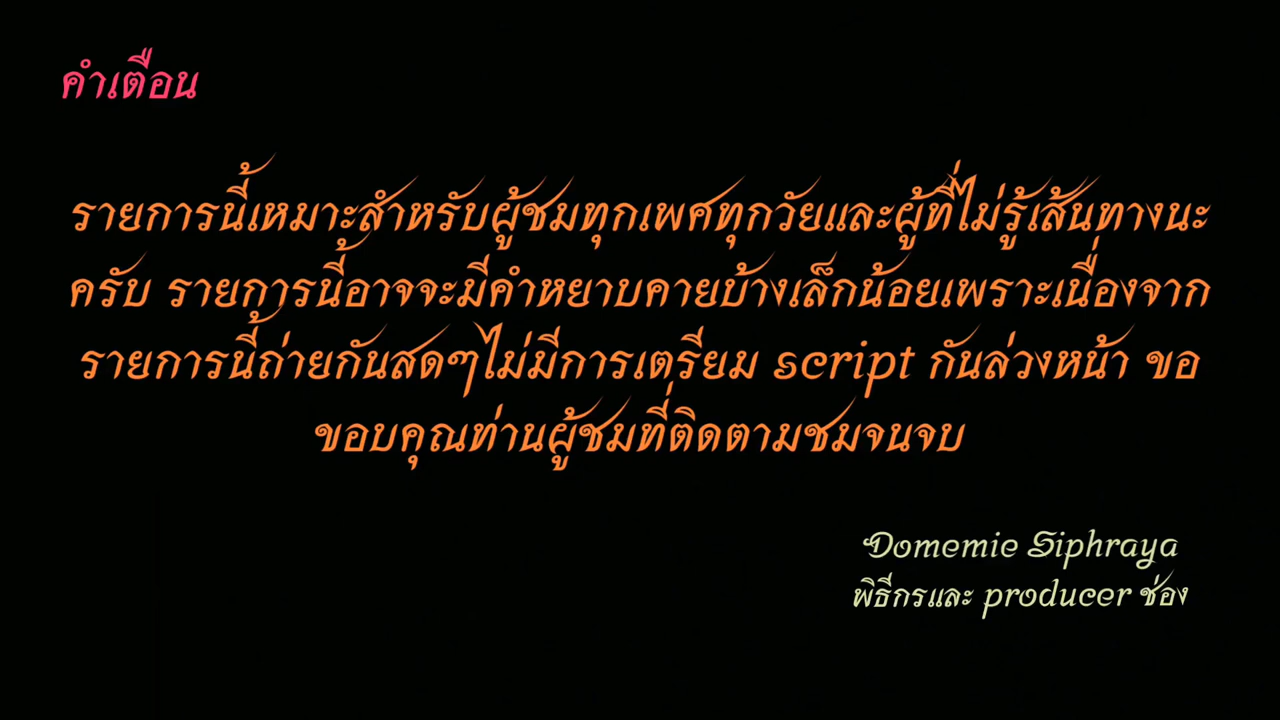 คำเตือน
รายการนี้เหมาะสำหรับผู้ชมทุกเพศทุกวัยและผู้ที่ไม่รู้เส้นทางนะ
ครับ รายการนี้อาจจะมีคำหยาบคายบ้างเล็กน้อยเพราะเนื่องจาก
รายการนี้ถ่ายกันสดๆไม่มีการเตรียม script กันล่วงหน้า ขอ
ขอบคุณท่านผู้ชมที่ติดตามชมจนจบ
Domemie Siphraya
พิธีกรและ producer ช่อง